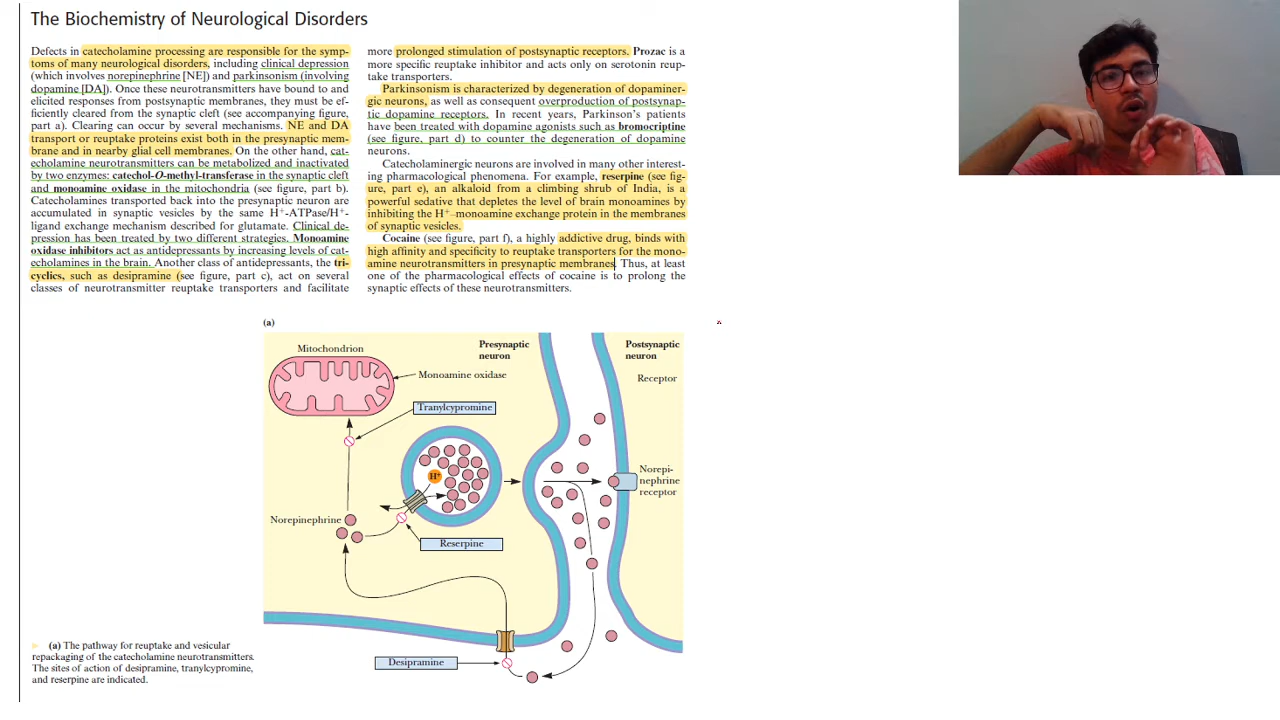 The Biochemistry of Neurological Disorders
Defects in catecholamine processing are responsible for the symp-
toms of many neurological disorders, including clinical depression
(which involves norepinephrine [NE]) and parkinsonism (involving
dopamine [DA]). Once these neurotransmitters have bound to and
elicited responses from postsynaptic membranes, they must be ef-
ficiently cleared from the synaptic cleft (see accompanying figure,
part a). Clearing can occur by several mechanisms. NE and DA
transport or reuptake proteins exist both in the presynaptic mem-
brane and in nearby glial cell membranes. On the other hand, cat-
echolamine neurotransmitters can be metabolized and inactivated
by two enzymes: catechol-O-methyl-transferase in the synaptic cleft
and monoamine oxidase in the mitochondria (see figure, part b).
Catecholamines transported back into the presynaptic neuron are
accumulated in synaptic vesicles by the same H⁺-ATPase/H⁺-
ligand exchange mechanism described for glutamate. Clinical de-
pression has been treated by two different strategies. Monoamine
oxidase inhibitors act as antidepressants by increasing levels of cat-
echolamines in the brain. Another class of antidepressants, the tri-
cyclics, such as desipramine (see figure, part c), act on several
classes of neurotransmitter reuptake transporters and facilitate
more prolonged stimulation of postsynaptic receptors. Prozac is a
more specific reuptake inhibitor and acts only on serotonin reup-
take transporters.
Parkinsonism is characterized by degeneration of dopaminer-
gic neurons, as well as consequent overproduction of postsynap-
tic dopamine receptors. In recent years, Parkinson's patients
have been treated with dopamine agonists such as bromocriptine
(see figure, part d) to counter the degeneration of dopamine
neurons.
Catecholaminergic neurons are involved in many other interest-
ing pharmacological phenomena. For example, reserpine (see fig-
ure, part e), an alkaloid from a climbing shrub of India, is a
powerful sedative that depletes the level of brain monoamines by
inhibiting the H⁺–monoamine exchange protein in the membranes
of synaptic vesicles.
Cocaine (see figure, part f), a highly addictive drug, binds with
high affinity and specificity to reuptake transporters for the mono-
amine neurotransmitters in presynaptic membranes. Thus, at least
one of the pharmacological effects of cocaine is to prolong the
synaptic effects of these neurotransmitters.
(a)
Mitochondrion
Presynaptic
neuron
Postsynaptic
neuron
Monoamine oxidase
Receptor
Tranylcypromine
H⁺
Norepi-
nephrine
receptor
Norepinephrine
Reserpine
Desipramine
(a) The pathway for reuptake and vesicular
repackaging of the catecholamine neurotransmitters.
The sites of action of desipramine, tranylcypromine,
and reserpine are indicated.